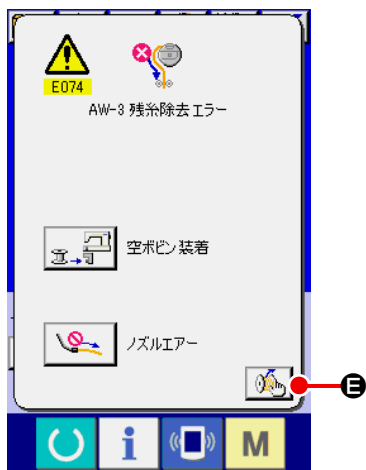 E074
AW-3 残糸除去エラー
空ボビン装着
ノズルエアー
E
M